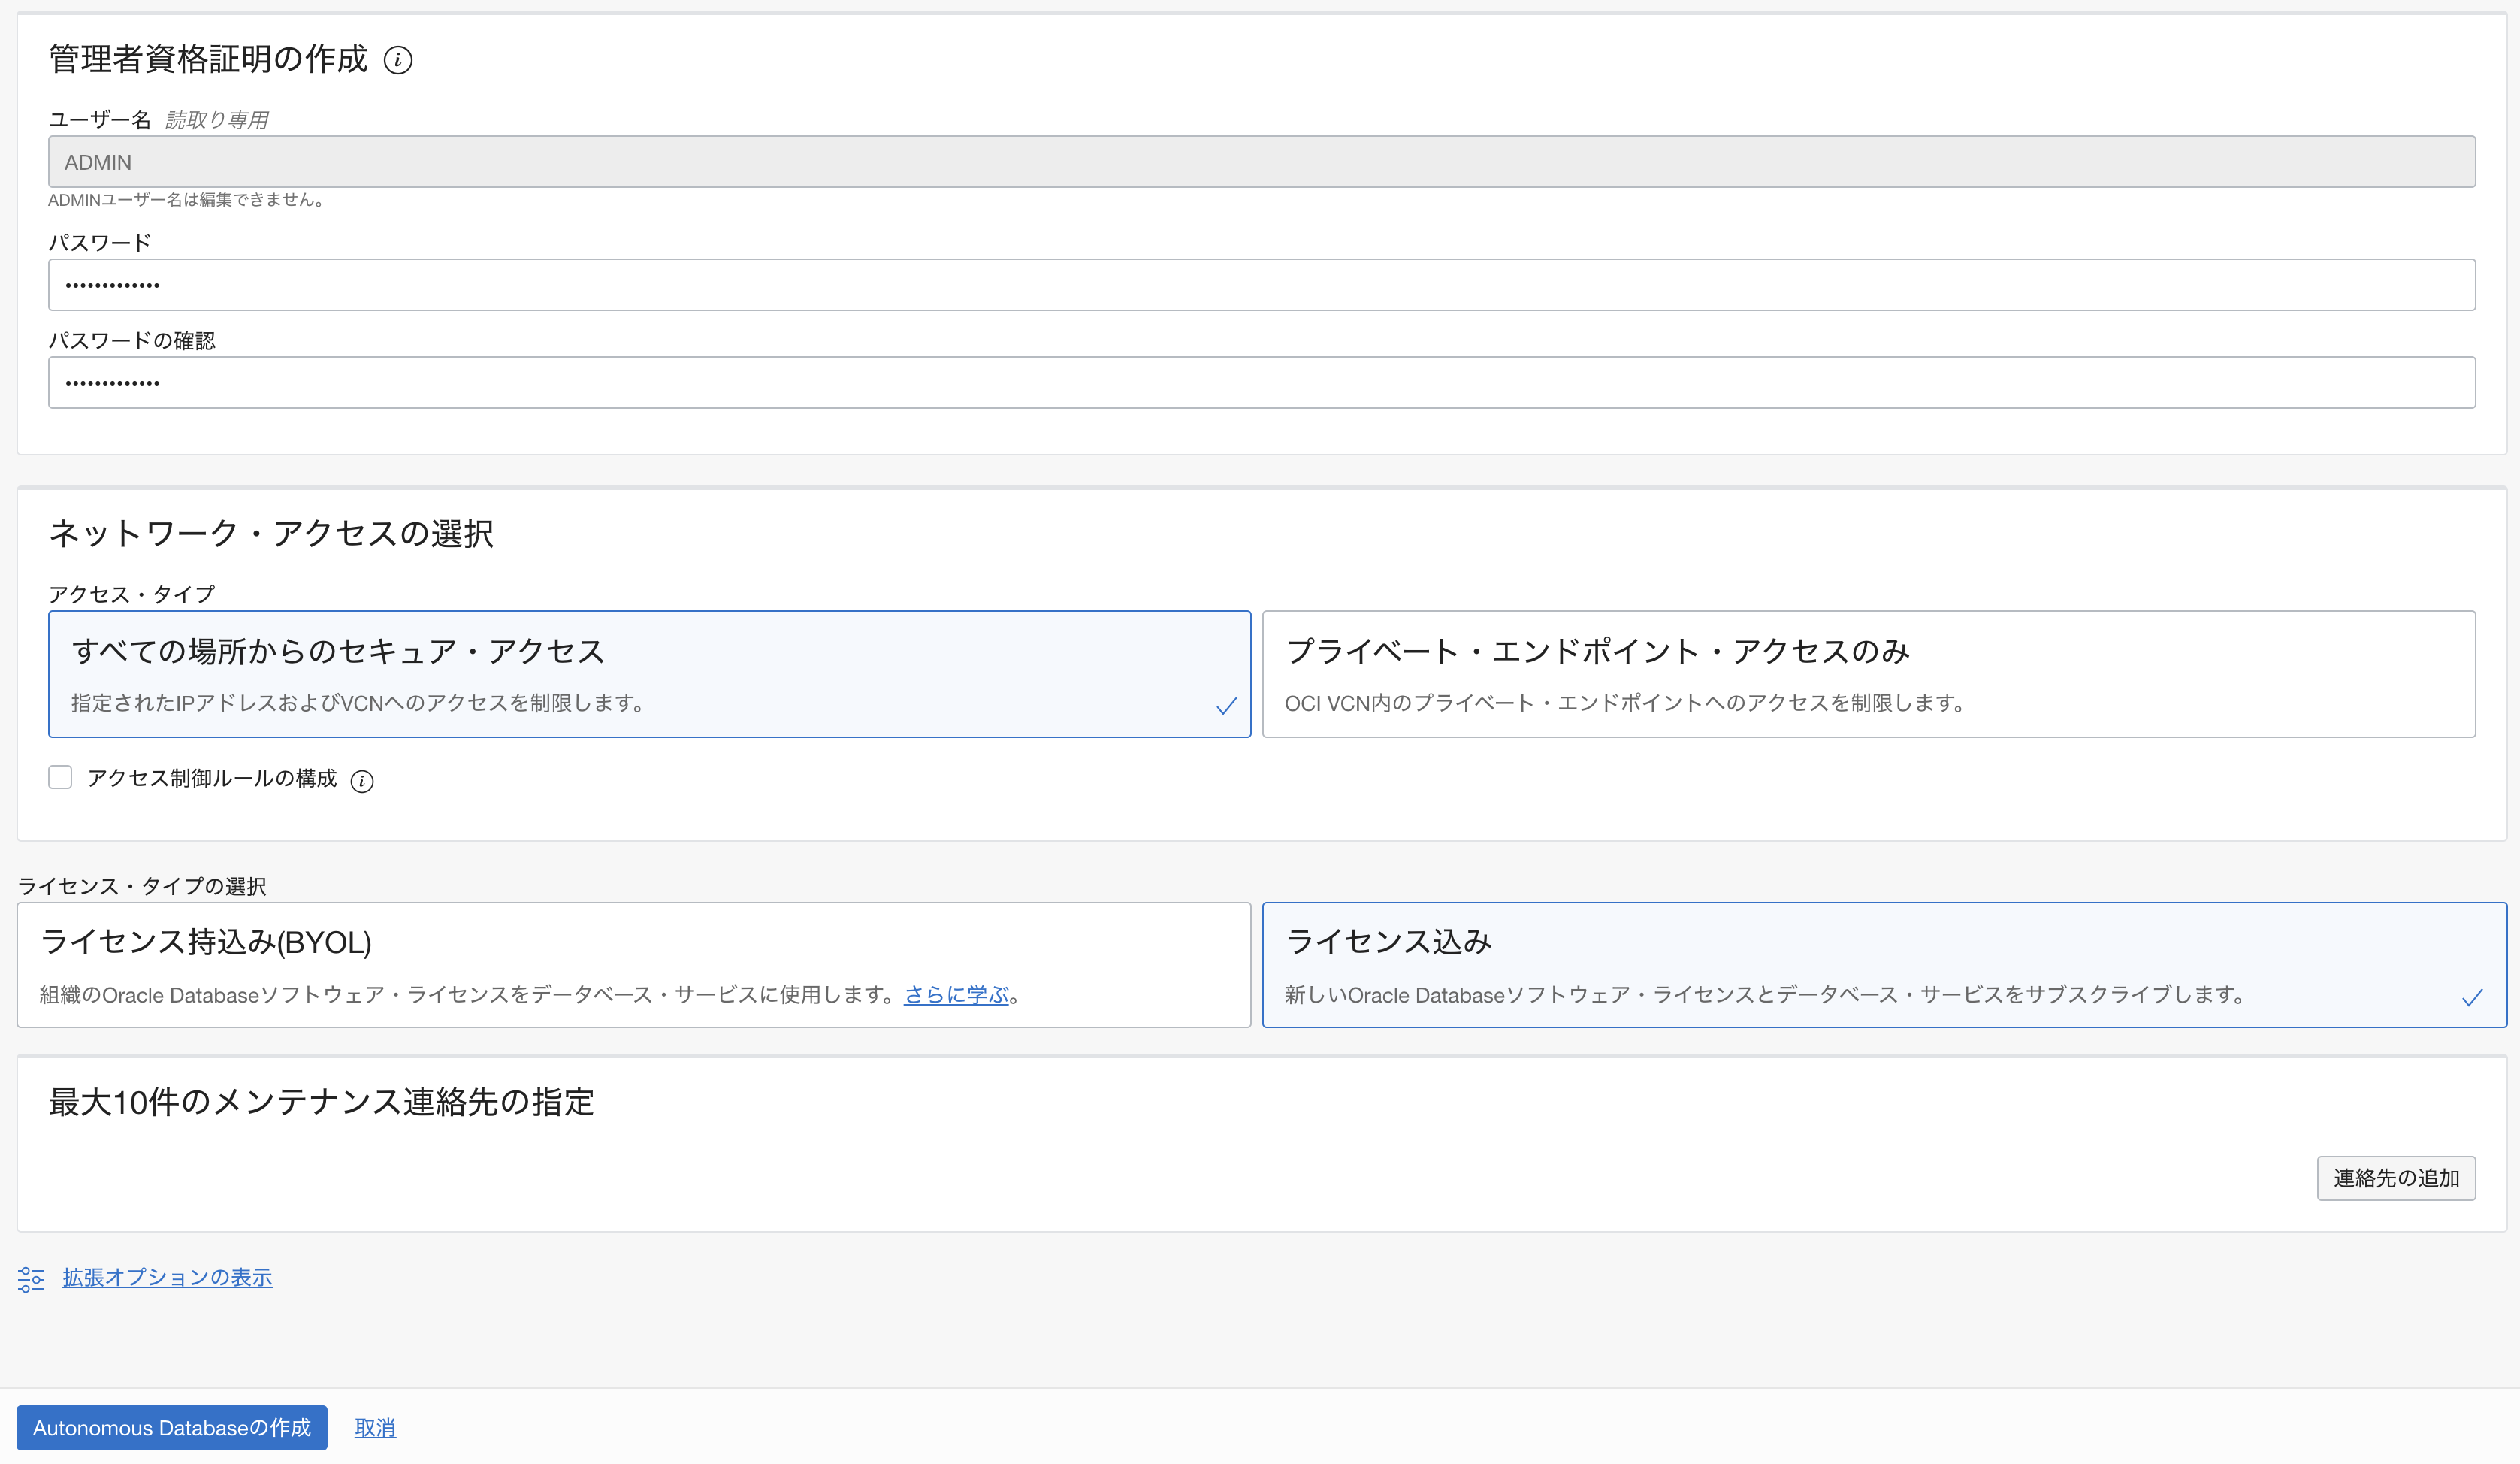 管理者資格証明の作成
ユーザー名 読取り専用
ADMIN
ADMINユーザー名は編集できません。
パスワード
•••••••••••••
パスワードの確認
•••••••••••••
ネットワーク・アクセスの選択
アクセス・タイプ
すべての場所からのセキュア・アクセス
指定されたIPアドレスおよびVCNへのアクセスを制限します。
プライベート・エンドポイント・アクセスのみ
OCI VCN内のプライベート・エンドポイントへのアクセスを制限します。
アクセス制御ルールの構成
ライセンス・タイプの選択
ライセンス持込み(BYOL)
組織のOracle Databaseソフトウェア・ライセンスをデータベース・サービスに使用します。さらに学ぶ。
ライセンス込み
新しいOracle Databaseソフトウェア・ライセンスとデータベース・サービスをサブスクライブします。
最大10件のメンテナンス連絡先の指定
連絡先の追加
拡張オプションの表示
Autonomous Databaseの作成 取消